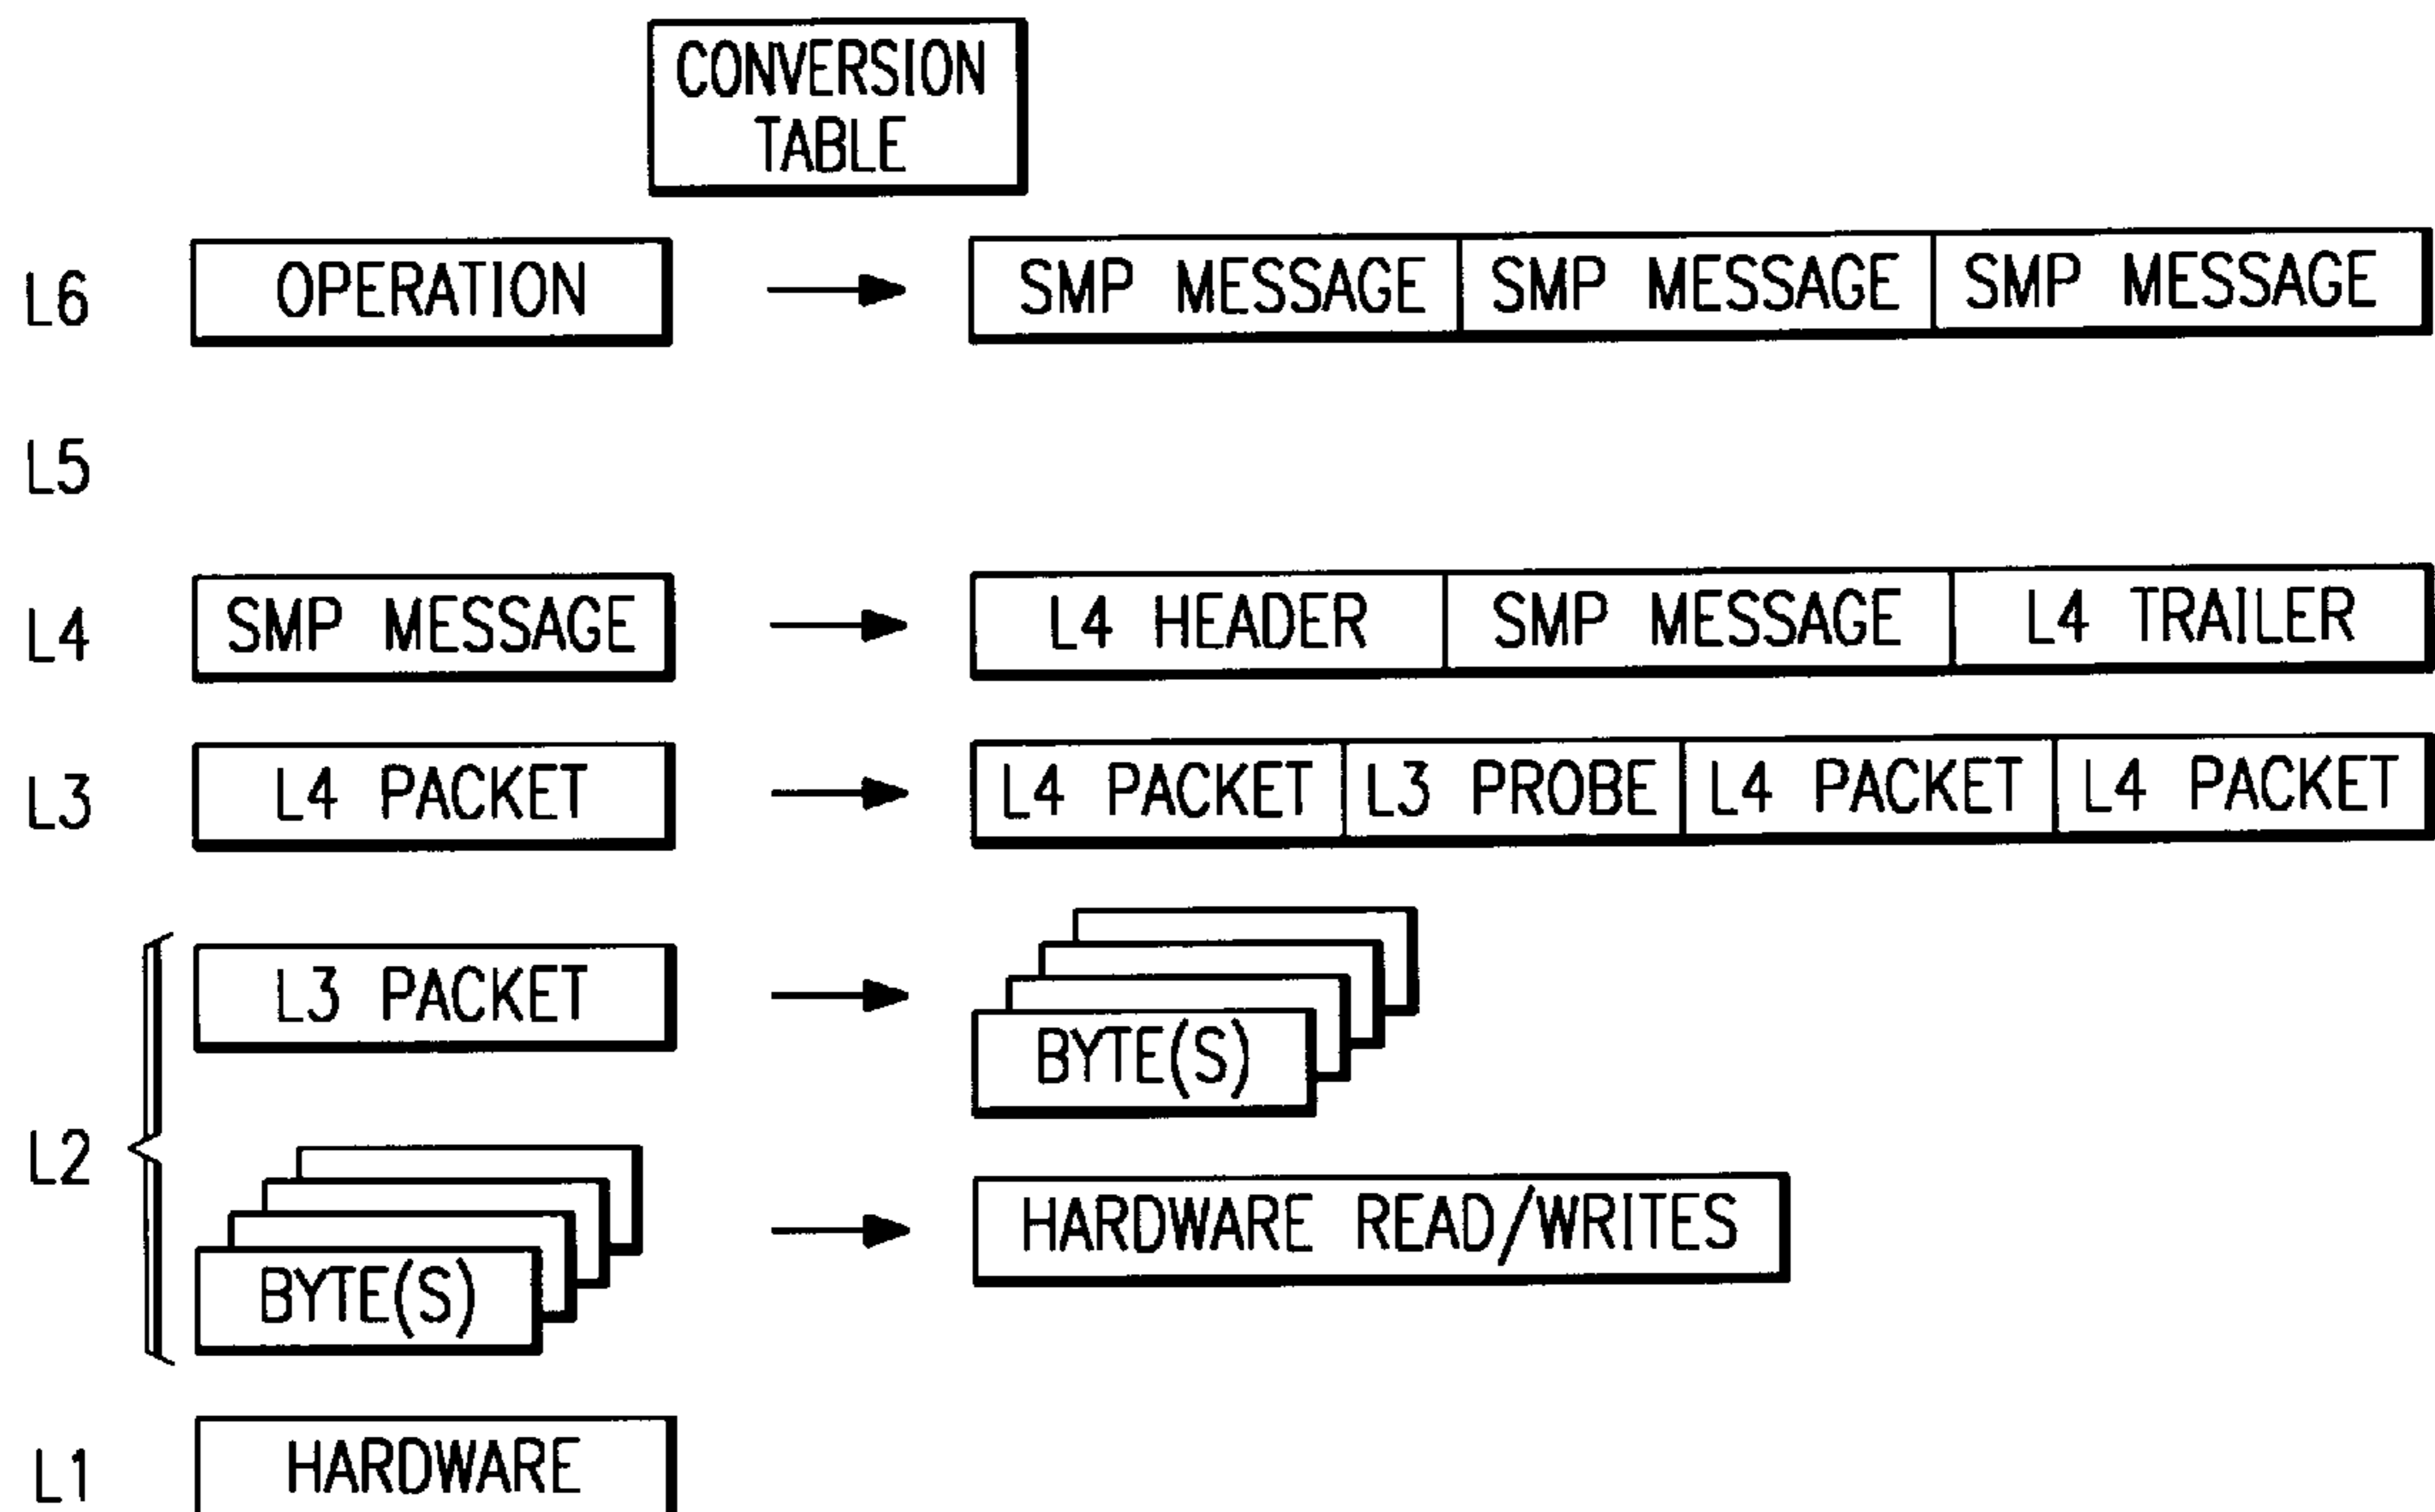 CONVERSION
TABLE
L6 OPERATION SMP MESSAGE SMP MESSAGE SMP MESSAGE
L5
L4 SMP MESSAGE L4 HEADER SMP MESSAGE L4 TRAILER
L3 L4 PACKET L4 PACKET L3 PROBE L4 PACKET L4 PACKET
L3 PACKET BYTE(S)
L2
BYTE(S) HARDWARE READ/WRITES
L1 HARDWARE